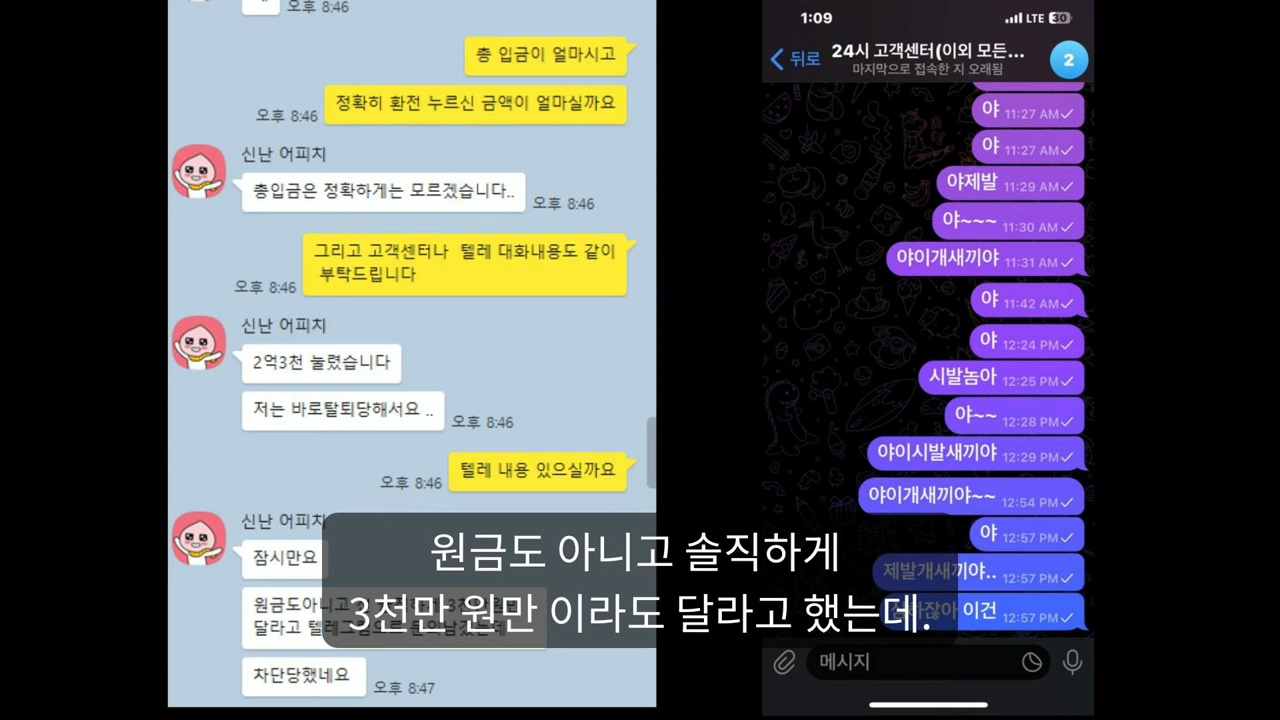 오후 8:46
총 입금이 얼마시고
정확히 환전 누르신 금액이 얼마실까요
오후 8:46
신난 어피치
총입금은 정확하게는 모르겠습니다..
오후 8:46
그리고 고객센터나 텔레 대화내용도 같이
부탁드립니다
오후 8:46
신난 어피치
2억3천 눌렸습니다
저는 바로탈퇴당해서요 ..
오후 8:46
텔레 내용 있으실까요
오후 8:46
신난 어피치
잠시만요
원금도아니고
달라고 텔레그램으로 문의남겼는데
차단당했네요
오후 8:47
1:09
LTE 30
뒤로
24시 고객센터(이외 모든...
마지막으로 접속한 지 오래됨
2
야 11:27 AM
야 11:27 AM
야제발 11:29 AM
야~~~ 11:30 AM
야이개새끼야 11:31 AM
야 11:42 AM
야 12:24 PM
시발놈아 12:25 PM
야~~ 12:28 PM
야이시발새끼야 12:29 PM
야이개새끼야~~ 12:54 PM
야 12:57 PM
제발개새끼야.. 12:57 PM
이건 12:57 PM
메시지
원금도 아니고 솔직하게
3천만 원만 이라도 달라고 했는데.